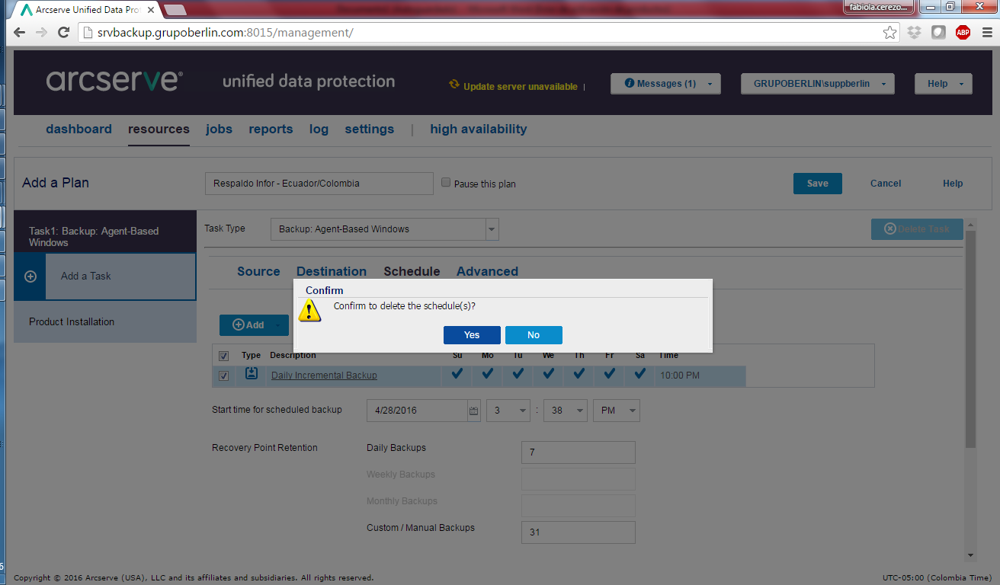 Arcserve Unified Data Prot
fabiola.cerezo...
srvbackup.grupoberlin.com:8015/management/
ABP
arcserve®
unified data protection
Update server unavailable |
Messages (1)
GRUPOBERLIN\suppberlin
Help
dashboard resources jobs reports log settings | high availability
Add a Plan
Respaldo Infor - Ecuador/Colombia
Pause this plan
Save
Cancel
Help
Task1: Backup: Agent-Based
Windows
Add a Task
Product Installation
Task Type
Backup: Agent-Based Windows
Delete Task
Source Destination Schedule Advanced
Confirm
Confirm to delete the schedule(s)?
Yes
No
Add
Type Description Su Mo Tu We Th Fr Sa Time
Daily Incremental Backup 10:00 PM
Start time for scheduled backup 4/28/2016 3 : 38 PM
Recovery Point Retention
Daily Backups 7
Weekly Backups
Monthly Backups
Custom / Manual Backups 31
Copyright © 2016 Arcserve (USA), LLC and its affiliates and subsidiaries. All rights reserved.
UTC-05:00 (Colombia Time)